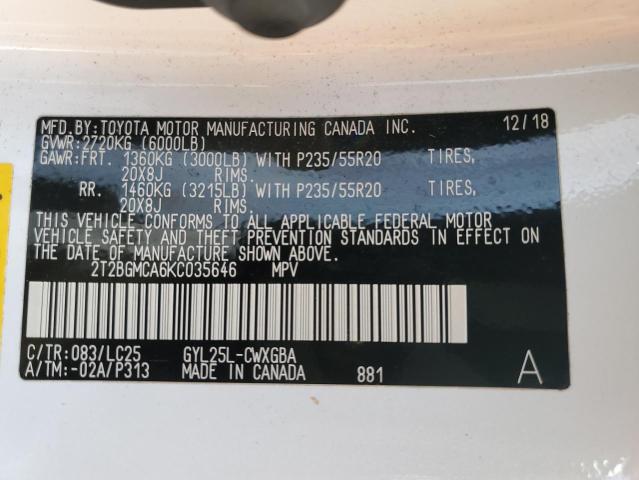 MFD.BY:TOYOTA MOTOR MANUFACTURING CANADA INC. 12/18
GVWR:2720KG (6000LB)
GAWR:FRT. 1360KG (3000LB) WITH P235/55R20 TIRES,
20X8J RIMS.
RR. 1460KG (3215LB) WITH P235/55R20 TIRES,
20X8J RIMS.
THIS VEHICLE CONFORMS TO ALL APPLICABLE FEDERAL MOTOR
VEHICLE SAFETY AND THEFT PREVENTION STANDARDS IN EFFECT ON
THE DATE OF MANUFACTURE SHOWN ABOVE.
2T2BGMCA6KC035646 MPV
C/TR:083/LC25 GYL25L-CWXGBA
A/TM:-02A/P313 MADE IN CANADA 881 A